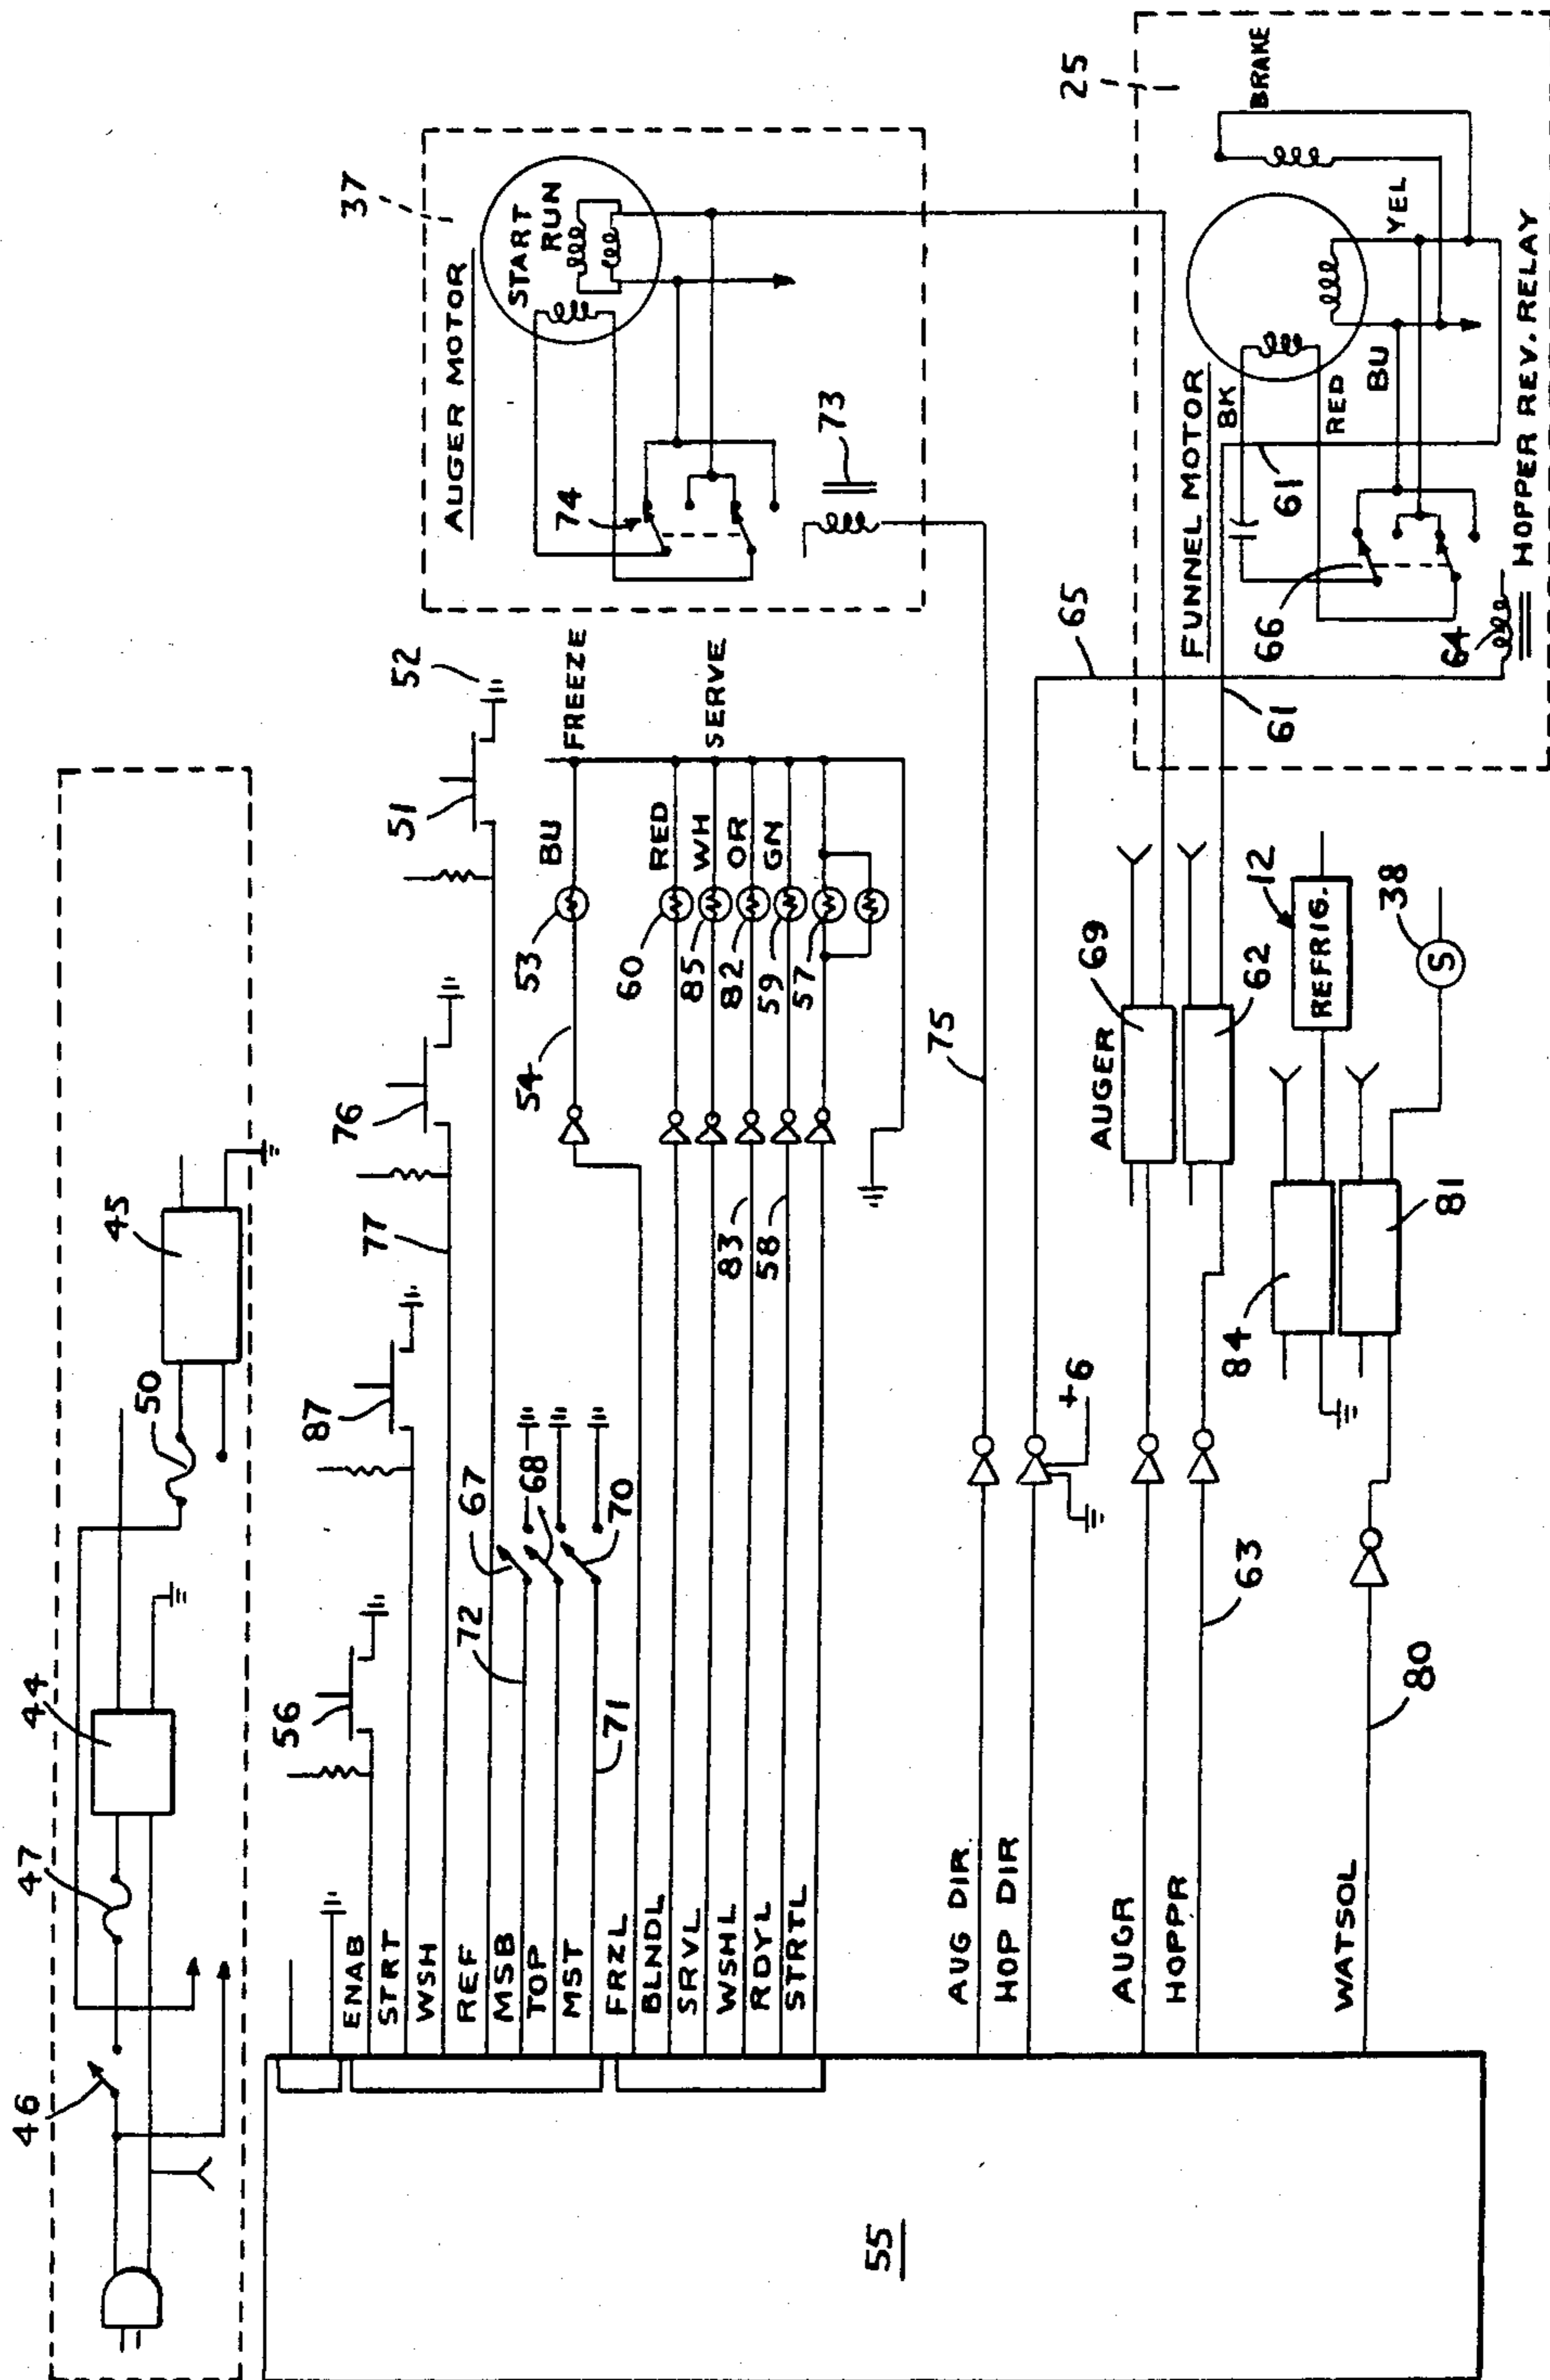 46
47
44
50
45
56
87
77
76
51
52
ENAB
STRT
WSH
REF
MSB
TOP
MST
FRZL
BLNDL
SRVL
WSHL
RDYL
STRTL
72
67
68
70
71
54
53
BU
FREEZE
60
RED
85
WH
SERVE
82
OR
59
GN
57
83
58
AUGER MOTOR
37
START
RUN
74
73
75
55
AUG DIR.
HOP DIR
+6
65
AUGR
HOPPR
63
AUGER
69
62
61
WATSOL
80
84
81
12
REFRIG.
38
S
FUNNEL MOTOR
25
BRAKE
BK
RED
61
BU
YEL
66
64
HOPPER REV. RELAY